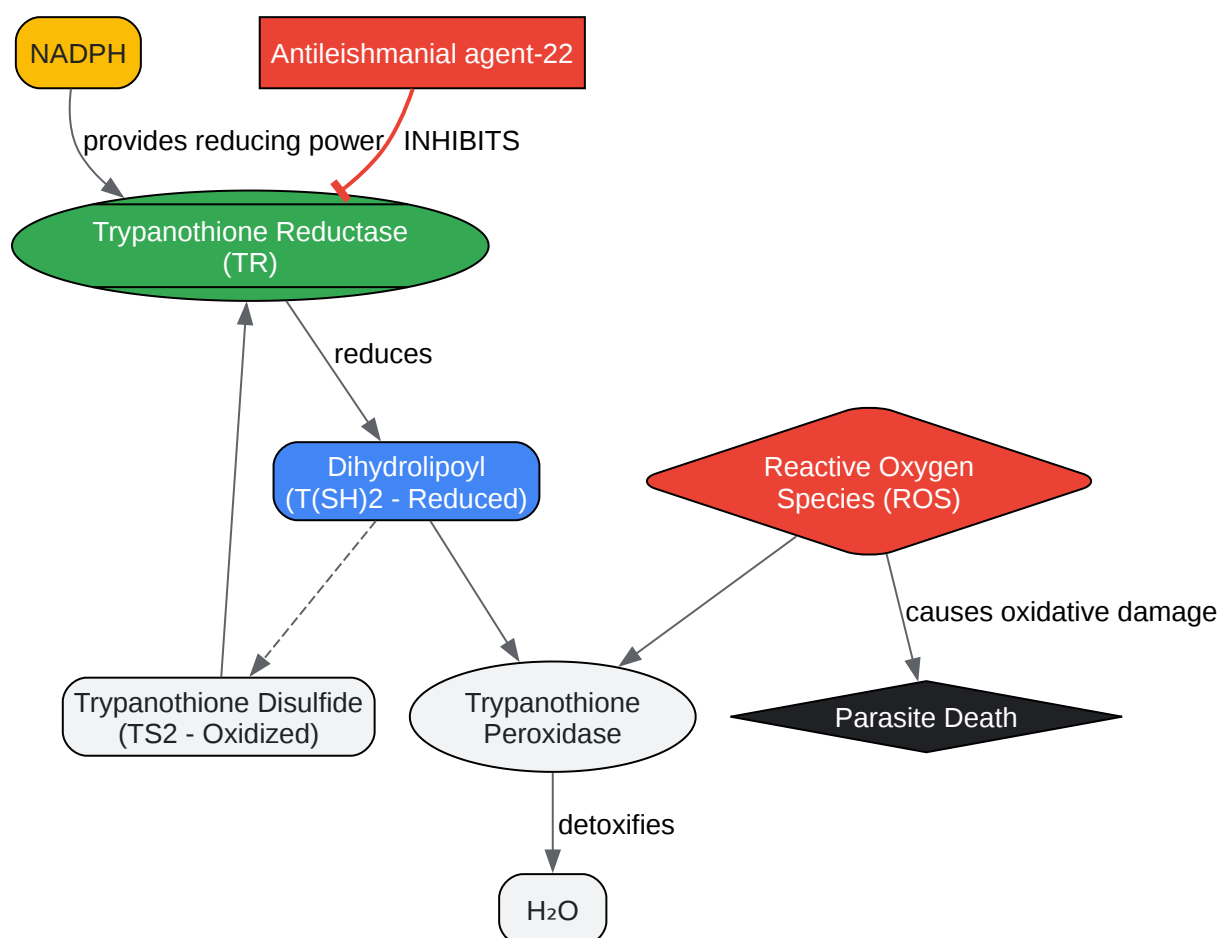 NADPH
Antileishmanial agent-22
provides reducing power
INHIBITS
Trypanothione Reductase
(TR)
reduces
Dihydrolipoyl
(T(SH)2 - Reduced)
Reactive Oxygen
Species (ROS)
causes oxidative damage
Trypanothione Disulfide
(TS2 - Oxidized)
Trypanothione
Peroxidase
Parasite Death
detoxifies
H₂O